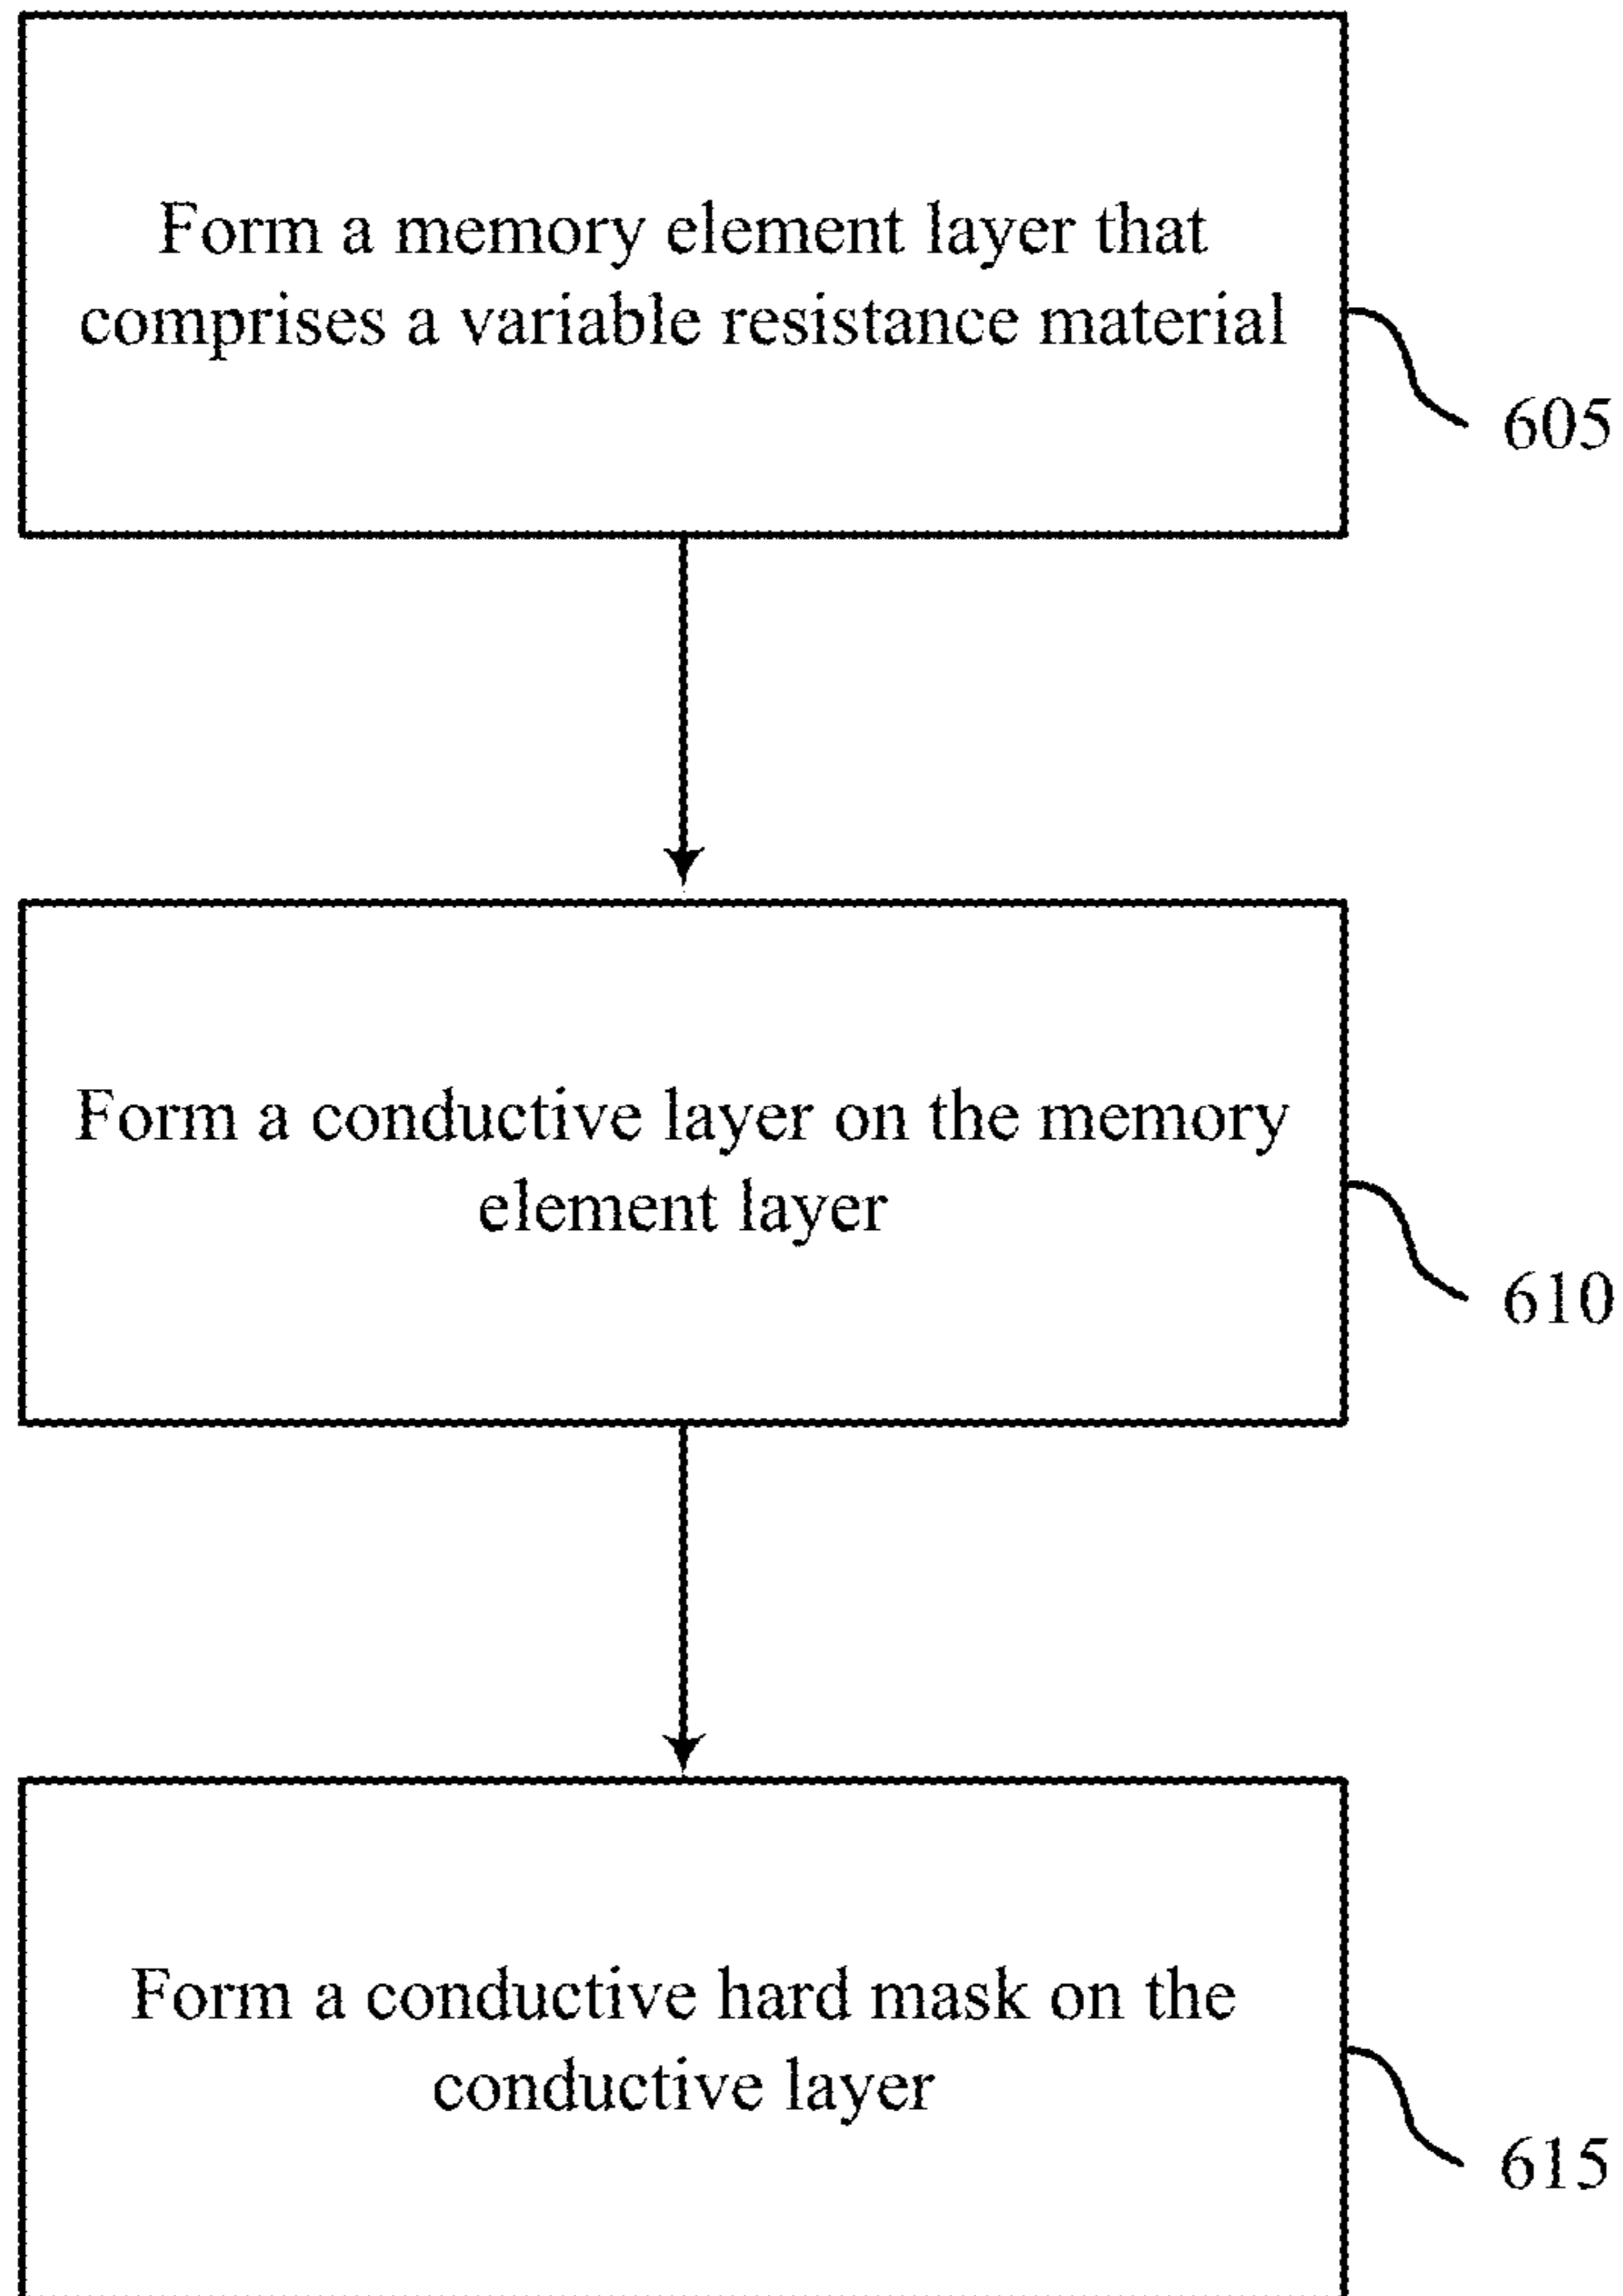 Form a memory element layer that
comprises a variable resistance material
605
Form a conductive layer on the memory
element layer
610
Form a conductive hard mask on the
conductive layer
615